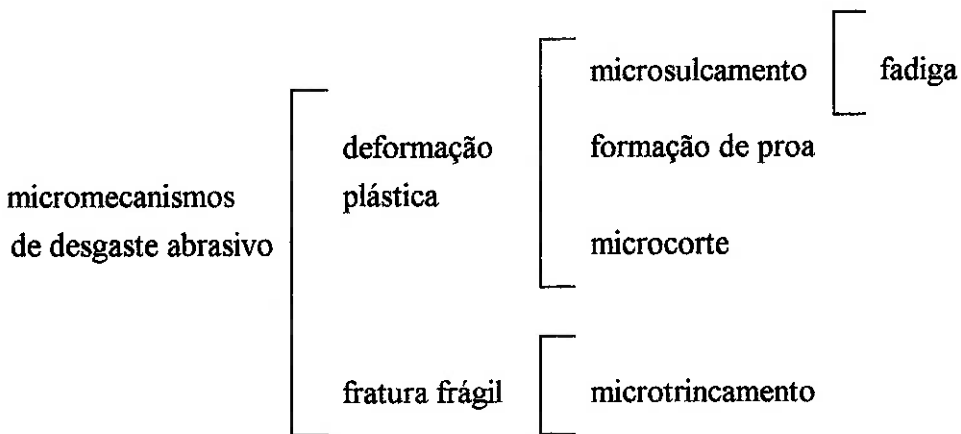 microsulcamento fadiga
deformação formação de proa
micromecanismos plástica
de desgaste abrasivo microcorte
fratura frágil microtrincamento